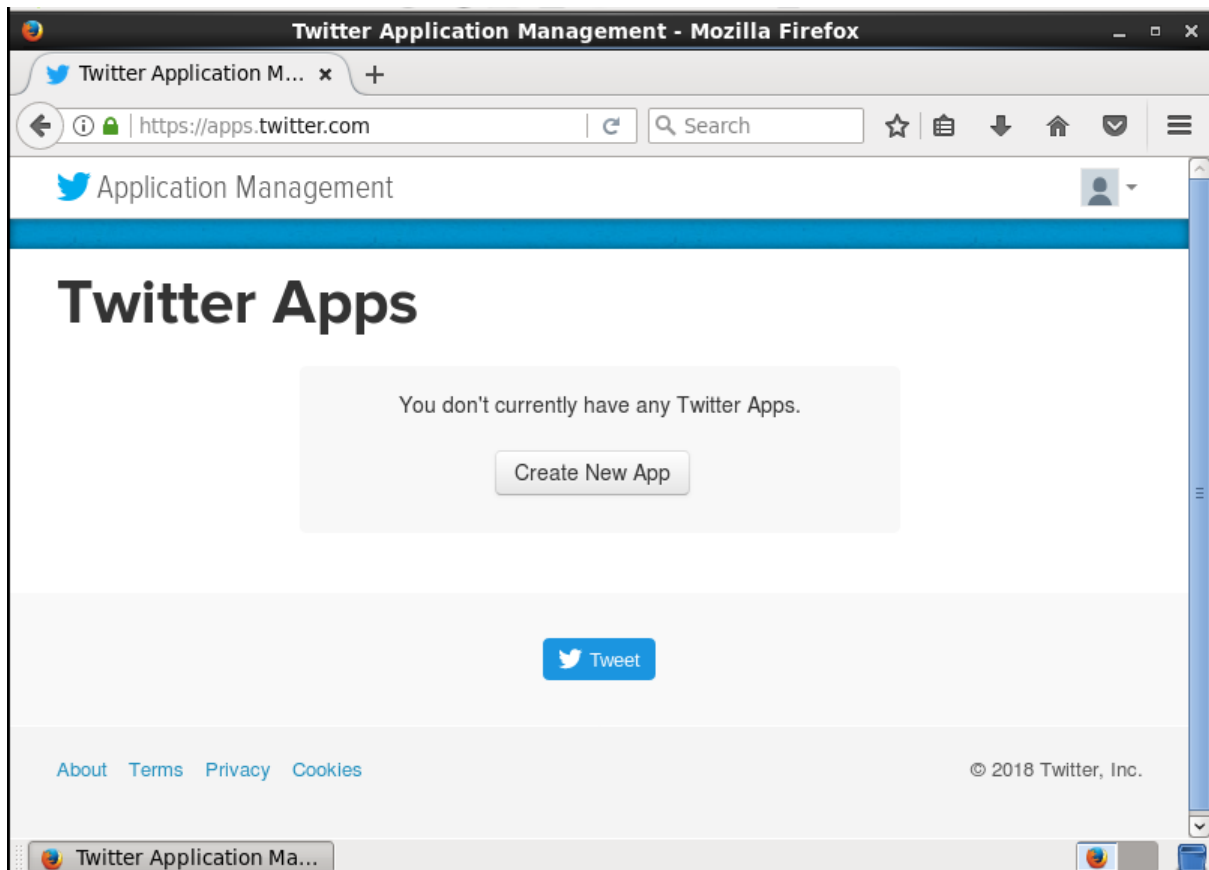 Twitter Application Management - Mozilla Firefox
Twitter Application M...
https://apps.twitter.com
Search
Application Management
Twitter Apps
You don't currently have any Twitter Apps.
Create New App
Tweet
About Terms Privacy Cookies
© 2018 Twitter, Inc.
Twitter Application Ma...